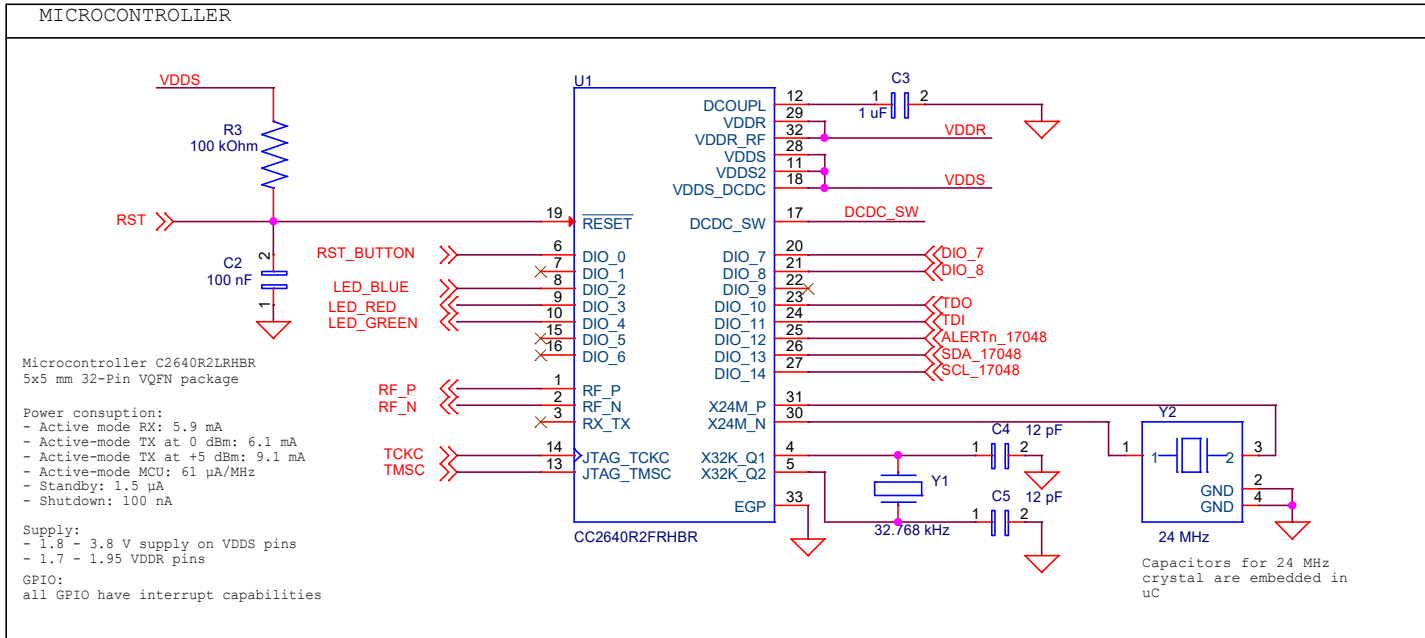 MICROCONTROLLER
VDDS
R3
100 kOhm
RST
C2
100 nF
2
1
U1
19 RESET
RST_BUTTON 6 DIO_0
7 DIO_1
LED_BLUE 8 DIO_2
LED_RED 9 DIO_3
LED_GREEN 10 DIO_4
15 DIO_5
16 DIO_6
RF_P 1 RF_P
RF_N 2 RF_N
3 RX_TX
TCKC 14 JTAG_TCKC
TMSC 13 JTAG_TMSC
DCOUPL 12
VDDR 29
VDDR_RF 32 VDDR
VDDS 28
VDDS2 11
VDDS_DCDC 18 VDDS
DCDC_SW 17 DCDC_SW
DIO_7 20 DIO_7
DIO_8 21 DIO_8
DIO_9 22
DIO_10 23 TDO
DIO_11 24 TDI
DIO_12 25 ALERTn_17048
DIO_13 26 SDA_17048
DIO_14 27 SCL_17048
X24M_P 31
X24M_N 30
X32K_Q1 4
X32K_Q2 5
EGP 33
CC2640R2FRHBR
C3
1 2
1 uF
C4 12 pF
1 2
Y1
32.768 kHz
C5 12 pF
1 2
Y2
1 1 2 3
GND 2
GND 4
24 MHz
Capacitors for 24 MHz
crystal are embedded in
uC
Microcontroller C2640R2LRHBR
5x5 mm 32-Pin VQFN package
Power consuption:
- Active mode RX: 5.9 mA
- Active-mode TX at 0 dBm: 6.1 mA
- Active-mode TX at +5 dBm: 9.1 mA
- Active-mode MCU: 61 µA/MHz
- Standby: 1.5 µA
- Shutdown: 100 nA
Supply:
- 1.8 - 3.8 V supply on VDDS pins
- 1.7 - 1.95 VDDR pins
GPIO:
all GPIO have interrupt capabilities